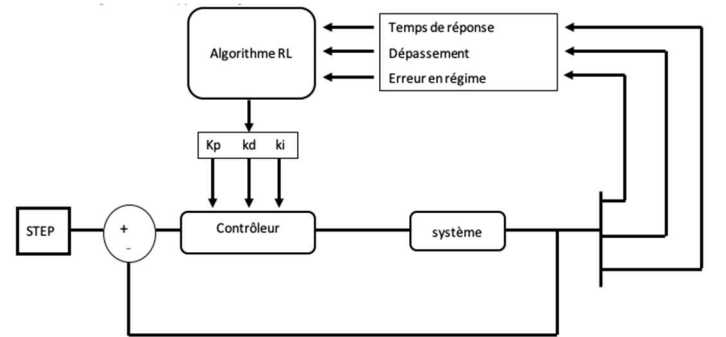 Temps de réponse
Algorithme RL
Dépassement
Erreur en régime
Kp kd ki
STEP
+
-
Contrôleur
système